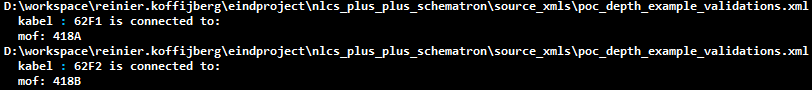 D:\workspace\reinier.koffijberg\eindproject\nlcs_plus_plus_schematron\source_xmls\poc_depth_example_validations.xml
kabel : 62F1 is connected to:
mof: 418A
D:\workspace\reinier.koffijberg\eindproject\nlcs_plus_plus_schematron\source_xmls\poc_depth_example_validations.xml
kabel : 62F2 is connected to:
mof: 418B